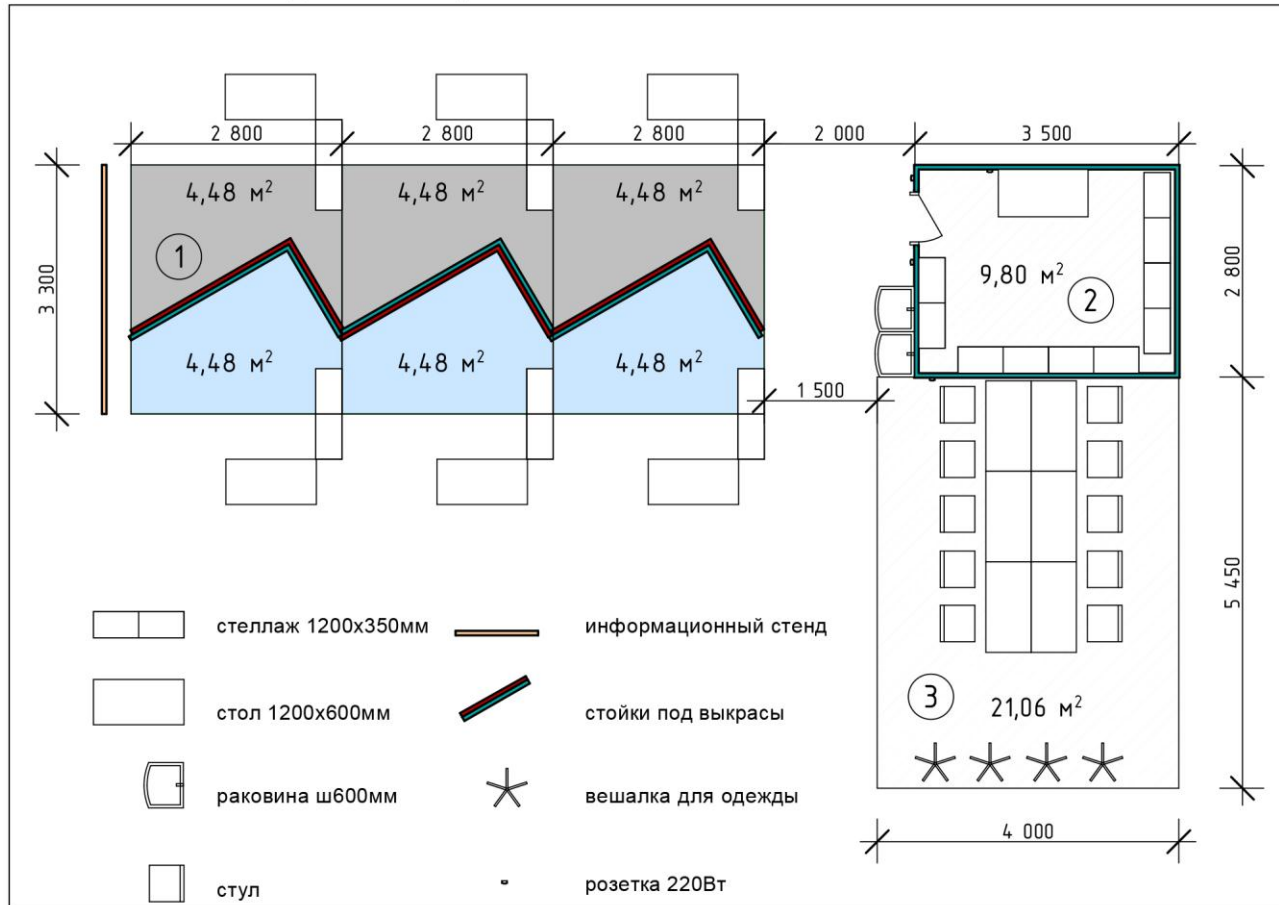 2 800 2 800 2 800 2 000 3 500
4,48 м² 4,48 м² 4,48 м²
1
3 300
9,80 м²
2
2 800
4,48 м² 4,48 м² 4,48 м²
1 500
5 450
3
21,06 м²
4 000
стеллаж 1200х350мм
информационный стенд
стол 1200х600мм
стойки под выкрасы
раковина ш600мм
вешалка для одежды
стул
розетка 220Вт